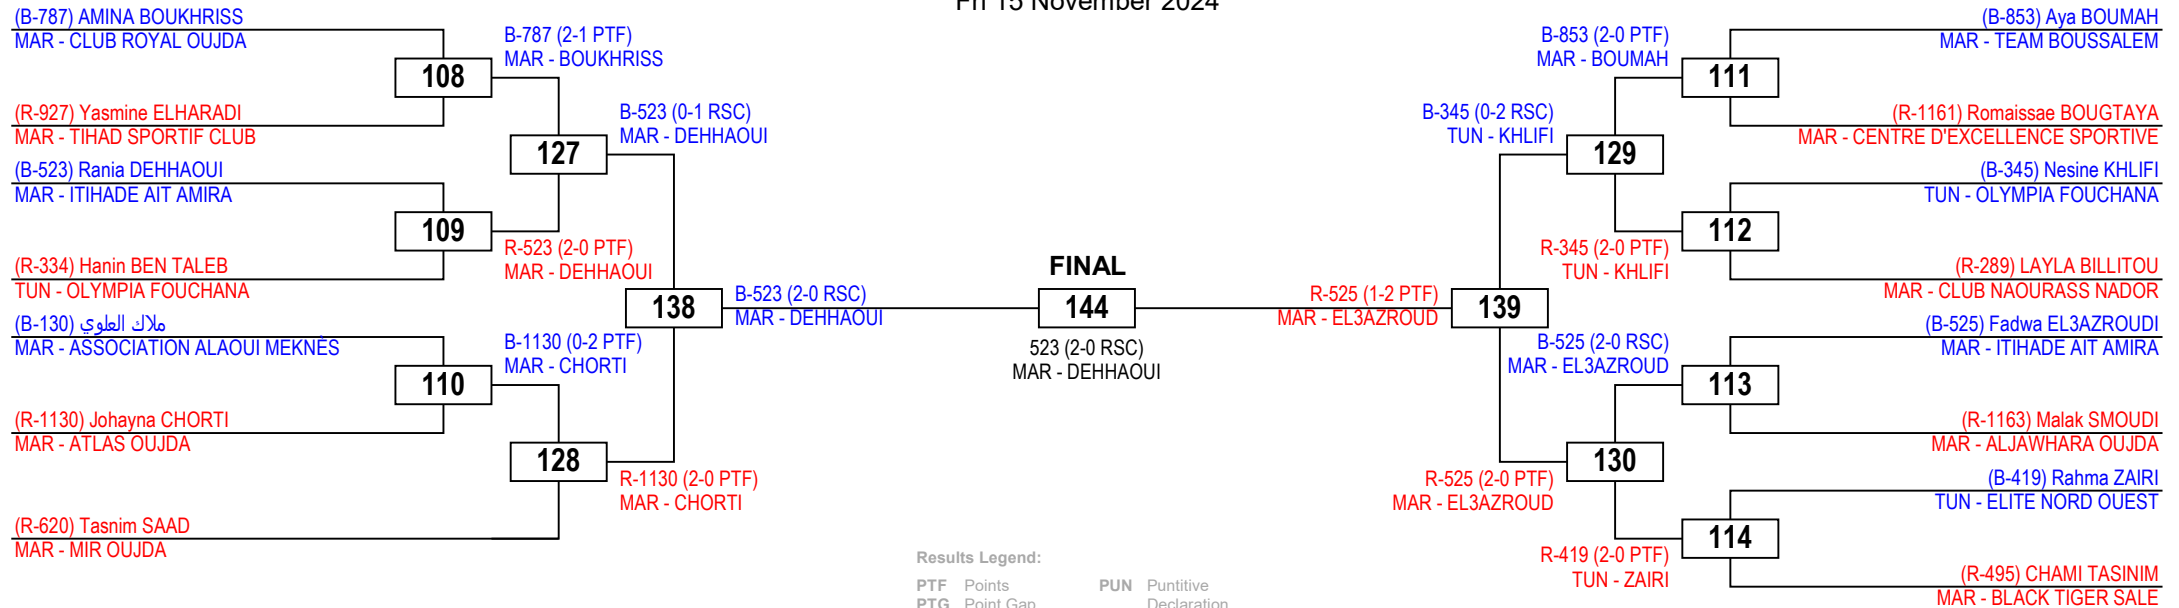 Fri 15 November 2024
(B-787) AMINA BOUKHRISS
MAR - CLUB ROYAL OUJDA
108
(R-927) Yasmine ELHARADI
MAR - TIHAD SPORTIF CLUB
(B-523) Rania DEHHAOUI
MAR - ITIHADE AIT AMIRA
109
(R-334) Hanin BEN TALEB
TUN - OLYMPIA FOUCHANA
(B-130) ملاك العلوي
MAR - ASSOCIATION ALAOUI MEKNÈS
110
(R-1130) Johayna CHORTI
MAR - ATLAS OUJDA
(R-620) Tasnim SAAD
MAR - MIR OUJDA
B-787 (2-1 PTF)
MAR - BOUKHRISS
127
R-523 (2-0 PTF)
MAR - DEHHAOUI
B-1130 (0-2 PTF)
MAR - CHORTI
128
B-523 (0-1 RSC)
MAR - DEHHAOUI
138
R-1130 (2-0 PTF)
MAR - CHORTI
B-523 (2-0 RSC)
MAR - DEHHAOUI
FINAL
144
523 (2-0 RSC)
MAR - DEHHAOUI
R-525 (1-2 PTF)
MAR - EL3AZROUD
139
B-345 (0-2 RSC)
TUN - KHLIFI
129
R-525 (2-0 PTF)
MAR - EL3AZROUD
130
B-853 (2-0 PTF)
MAR - BOUMAH
111
R-345 (2-0 PTF)
TUN - KHLIFI
112
B-525 (2-0 RSC)
MAR - EL3AZROUD
113
R-419 (2-0 PTF)
TUN - ZAIRI
114
(B-853) Aya BOUMAH
MAR - TEAM BOUSSALEM
(R-1161) Romaissae BOUGTAYA
MAR - CENTRE D'EXCELLENCE SPORTIVE
(B-345) Nesine KHLIFI
TUN - OLYMPIA FOUCHANA
(R-289) LAYLA BILLITOU
MAR - CLUB NAOURASS NADOR
(B-525) Fadwa EL3AZROUDI
MAR - ITIHADE AIT AMIRA
(R-1163) Malak SMOUDI
MAR - ALJAWHARA OUJDA
(B-419) Rahma ZAIRI
TUN - ELITE NORD OUEST
(R-495) CHAMI TASINIM
MAR - BLACK TIGER SALE
Results Legend:
PTF Points PUN Puntitive
PTG Point Gap Declaration